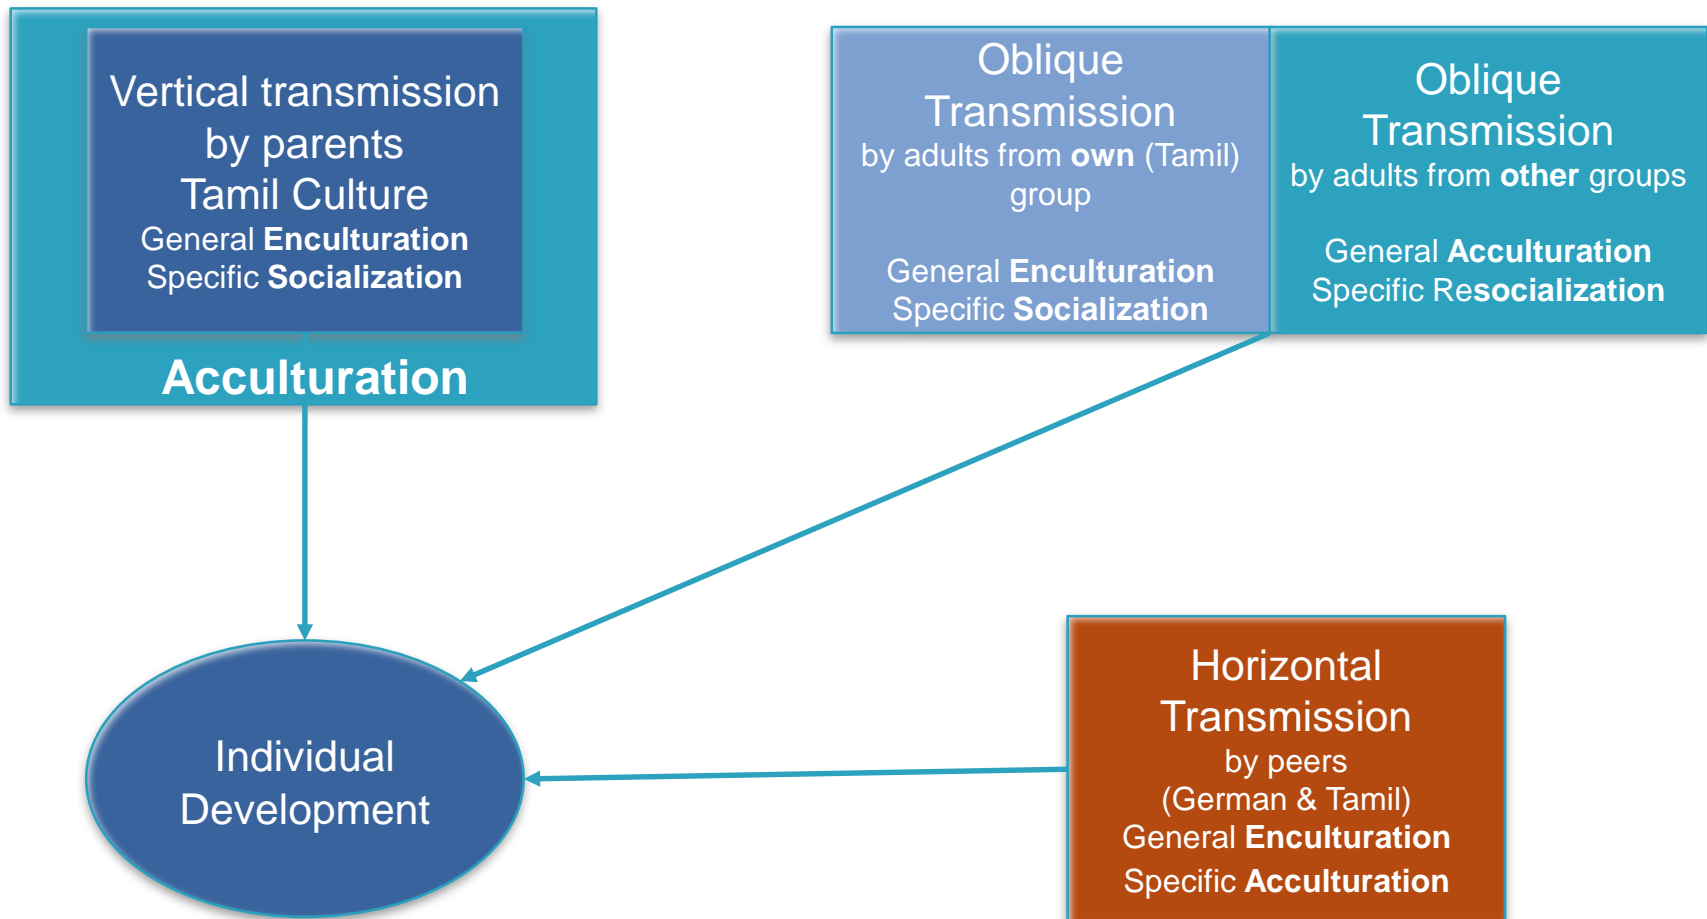 Vertical transmission
by parents
Tamil Culture
General Enculturation
Specific Socialization
Acculturation
Oblique
Transmission
by adults from own (Tamil)
group
General Enculturation
Specific Socialization
Oblique
Transmission
by adults from other groups
General Acculturation
Specific Resocialization
Individual
Development
Horizontal
Transmission
by peers
(German & Tamil)
General Enculturation
Specific Acculturation